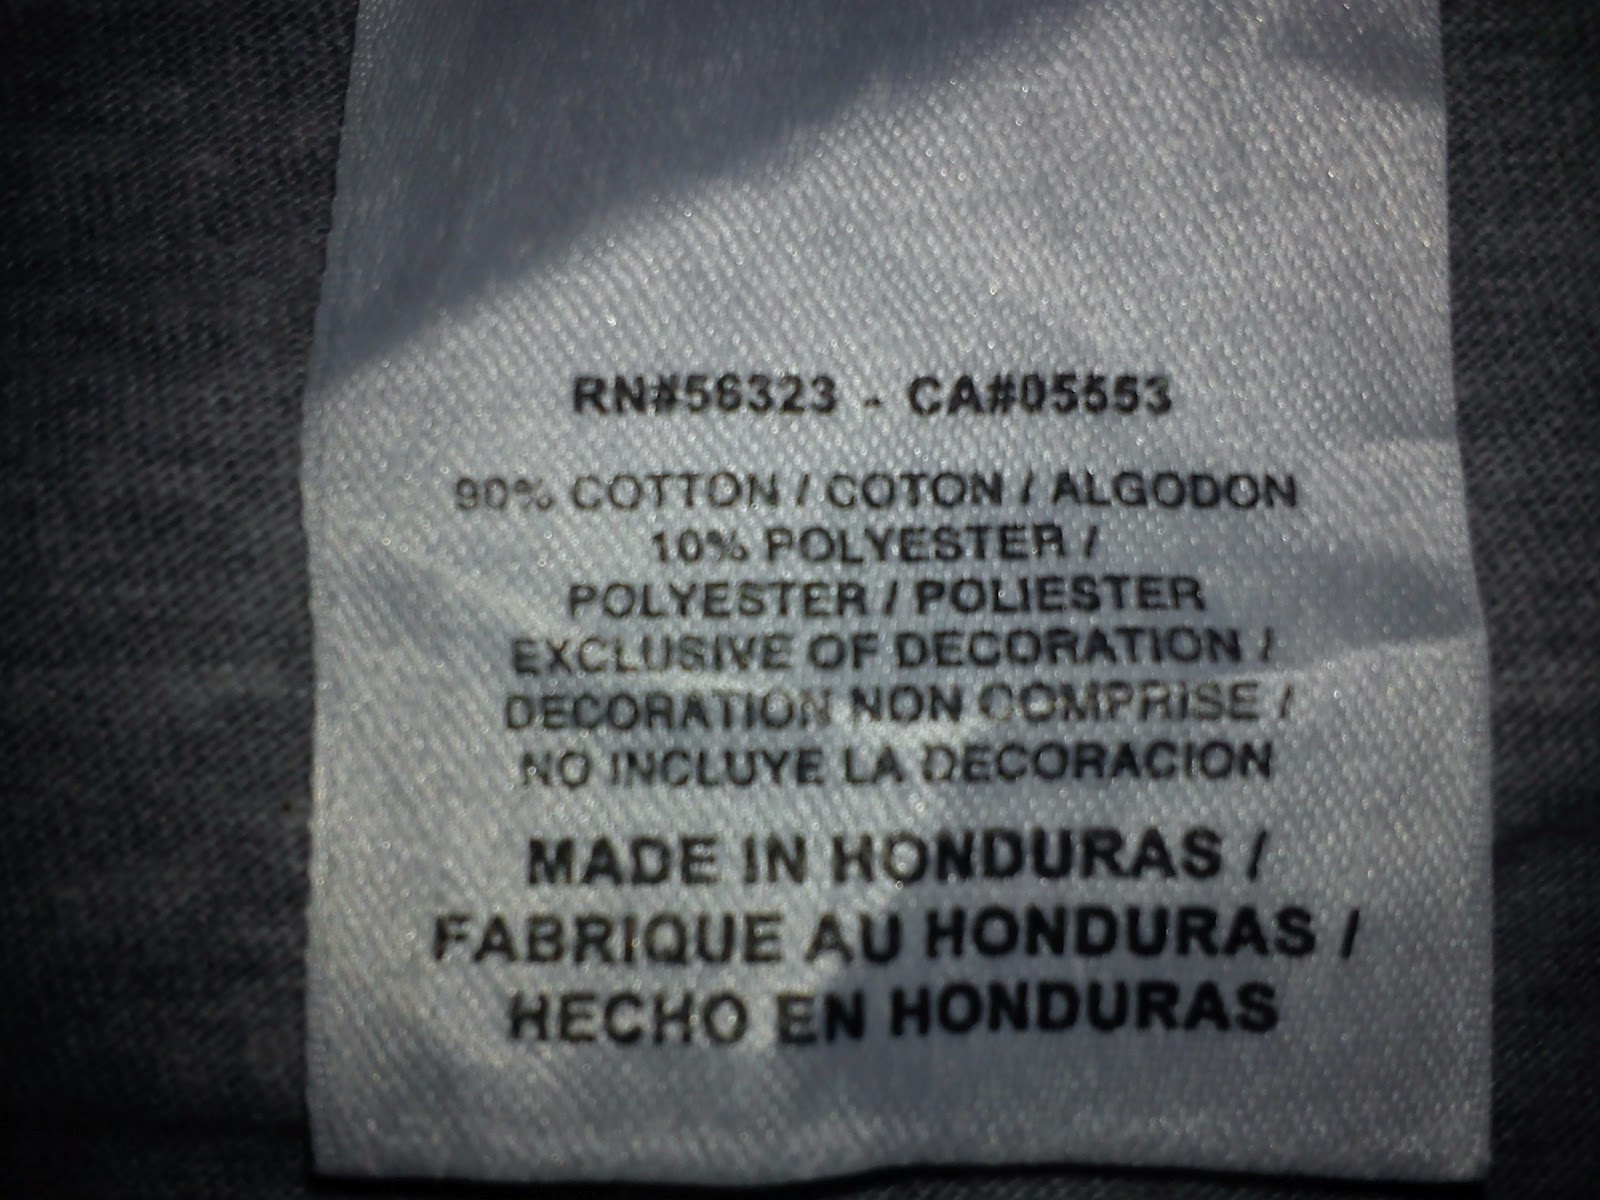 RN#56323 - CA#05553
90% COTTON / COTON / ALGODON
10% POLYESTER /
POLYESTER / POLIESTER
EXCLUSIVE OF DECORATION /
DECORATION NON COMPRISE /
NO INCLUYE LA DECORACION
MADE IN HONDURAS /
FABRIQUE AU HONDURAS /
HECHO EN HONDURAS